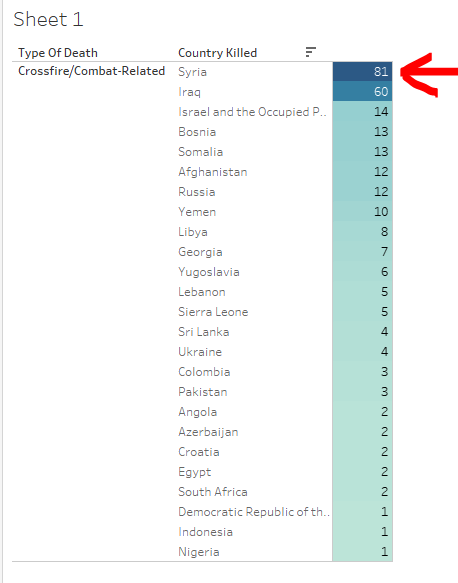 Sheet 1
Type Of Death Country Killed
Crossfire/Combat-Related Syria 81
Iraq 60
Israel and the Occupied P.. 14
Bosnia 13
Somalia 13
Afghanistan 12
Russia 12
Yemen 10
Libya 8
Georgia 7
Yugoslavia 6
Lebanon 5
Sierra Leone 5
Sri Lanka 4
Ukraine 4
Colombia 3
Pakistan 3
Angola 2
Azerbaijan 2
Croatia 2
Egypt 2
South Africa 2
Democratic Republic of th.. 1
Indonesia 1
Nigeria 1